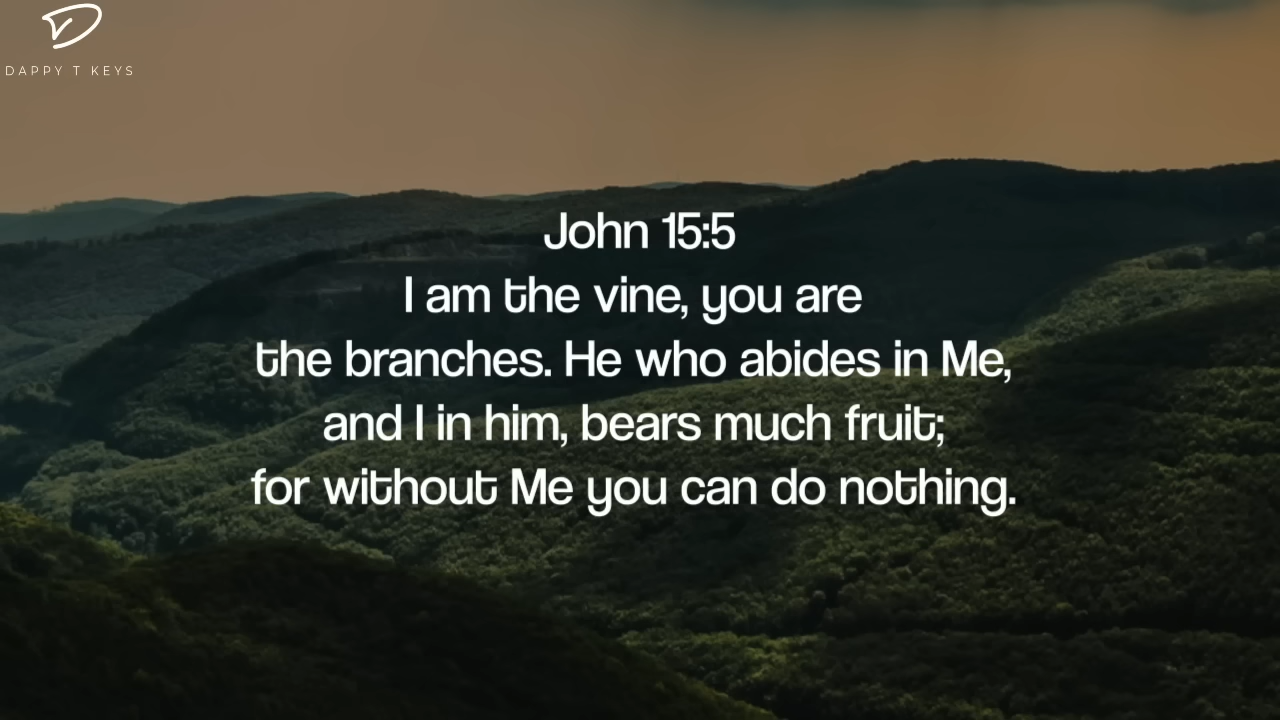 DAPPY T KEYS
John 15:5
I am the vine, you are
the branches. He who abides in Me,
and I in him, bears much fruit;
for without Me you can do nothing.